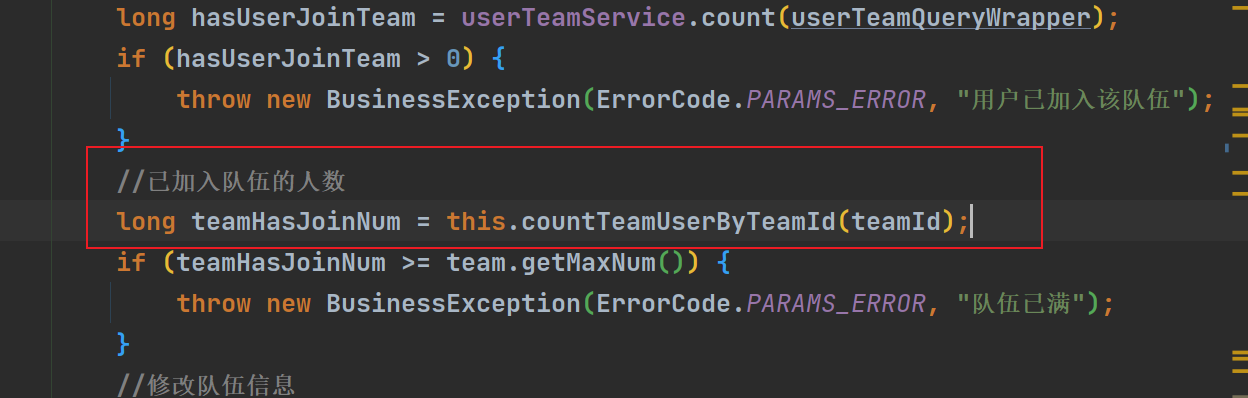 long hasUserJoinTeam = userTeamService.count(userTeamQueryWrapper);
if (hasUserJoinTeam > 0) {
throw new BusinessException(ErrorCode.PARAMS_ERROR, "用户已加入该队伍");
}
//已加入队伍的人数
long teamHasJoinNum = this.countTeamUserByTeamId(teamId);
if (teamHasJoinNum >= team.getMaxNum()) {
throw new BusinessException(ErrorCode.PARAMS_ERROR, "队伍已满");
}
//修改队伍信息